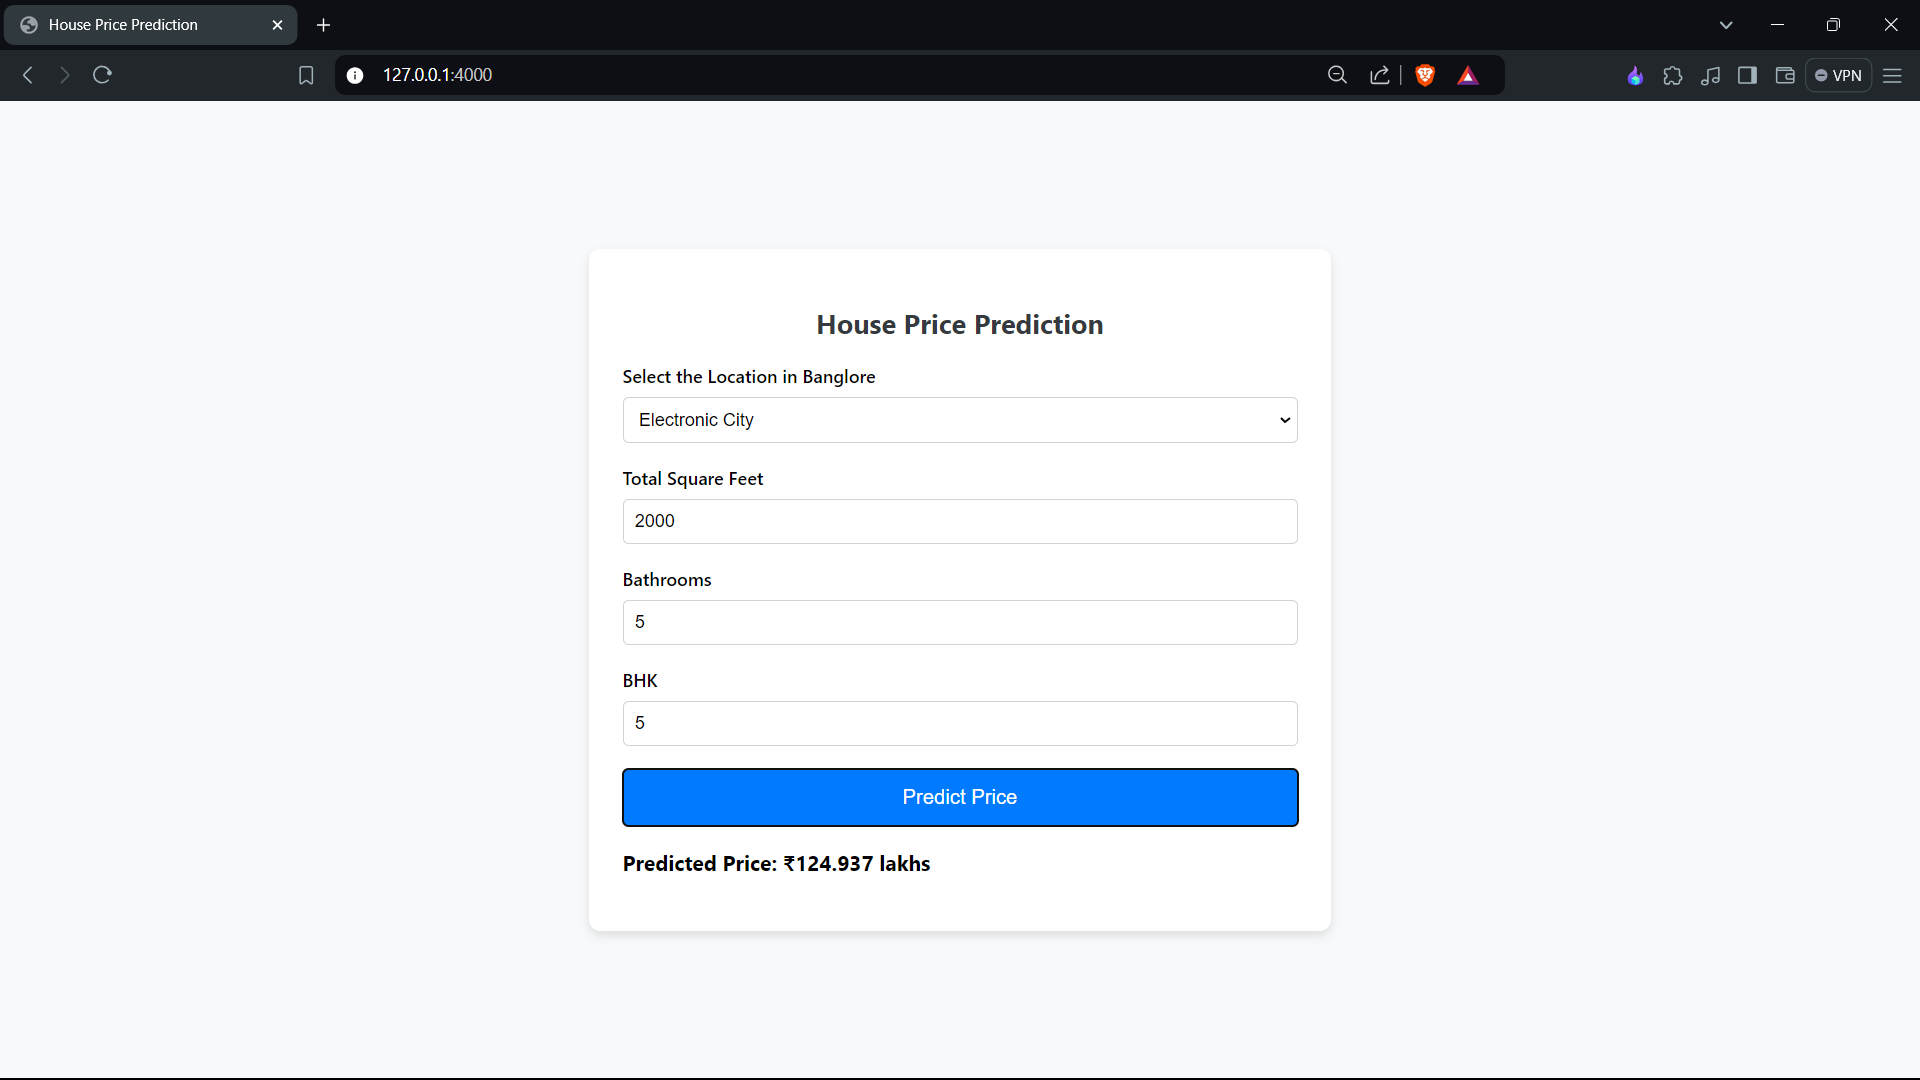 House Price Prediction
127.0.0.1:4000
VPN
House Price Prediction
Select the Location in Banglore
Electronic City
Total Square Feet
2000
Bathrooms
5
BHK
5
Predict Price
Predicted Price: ₹124.937 lakhs